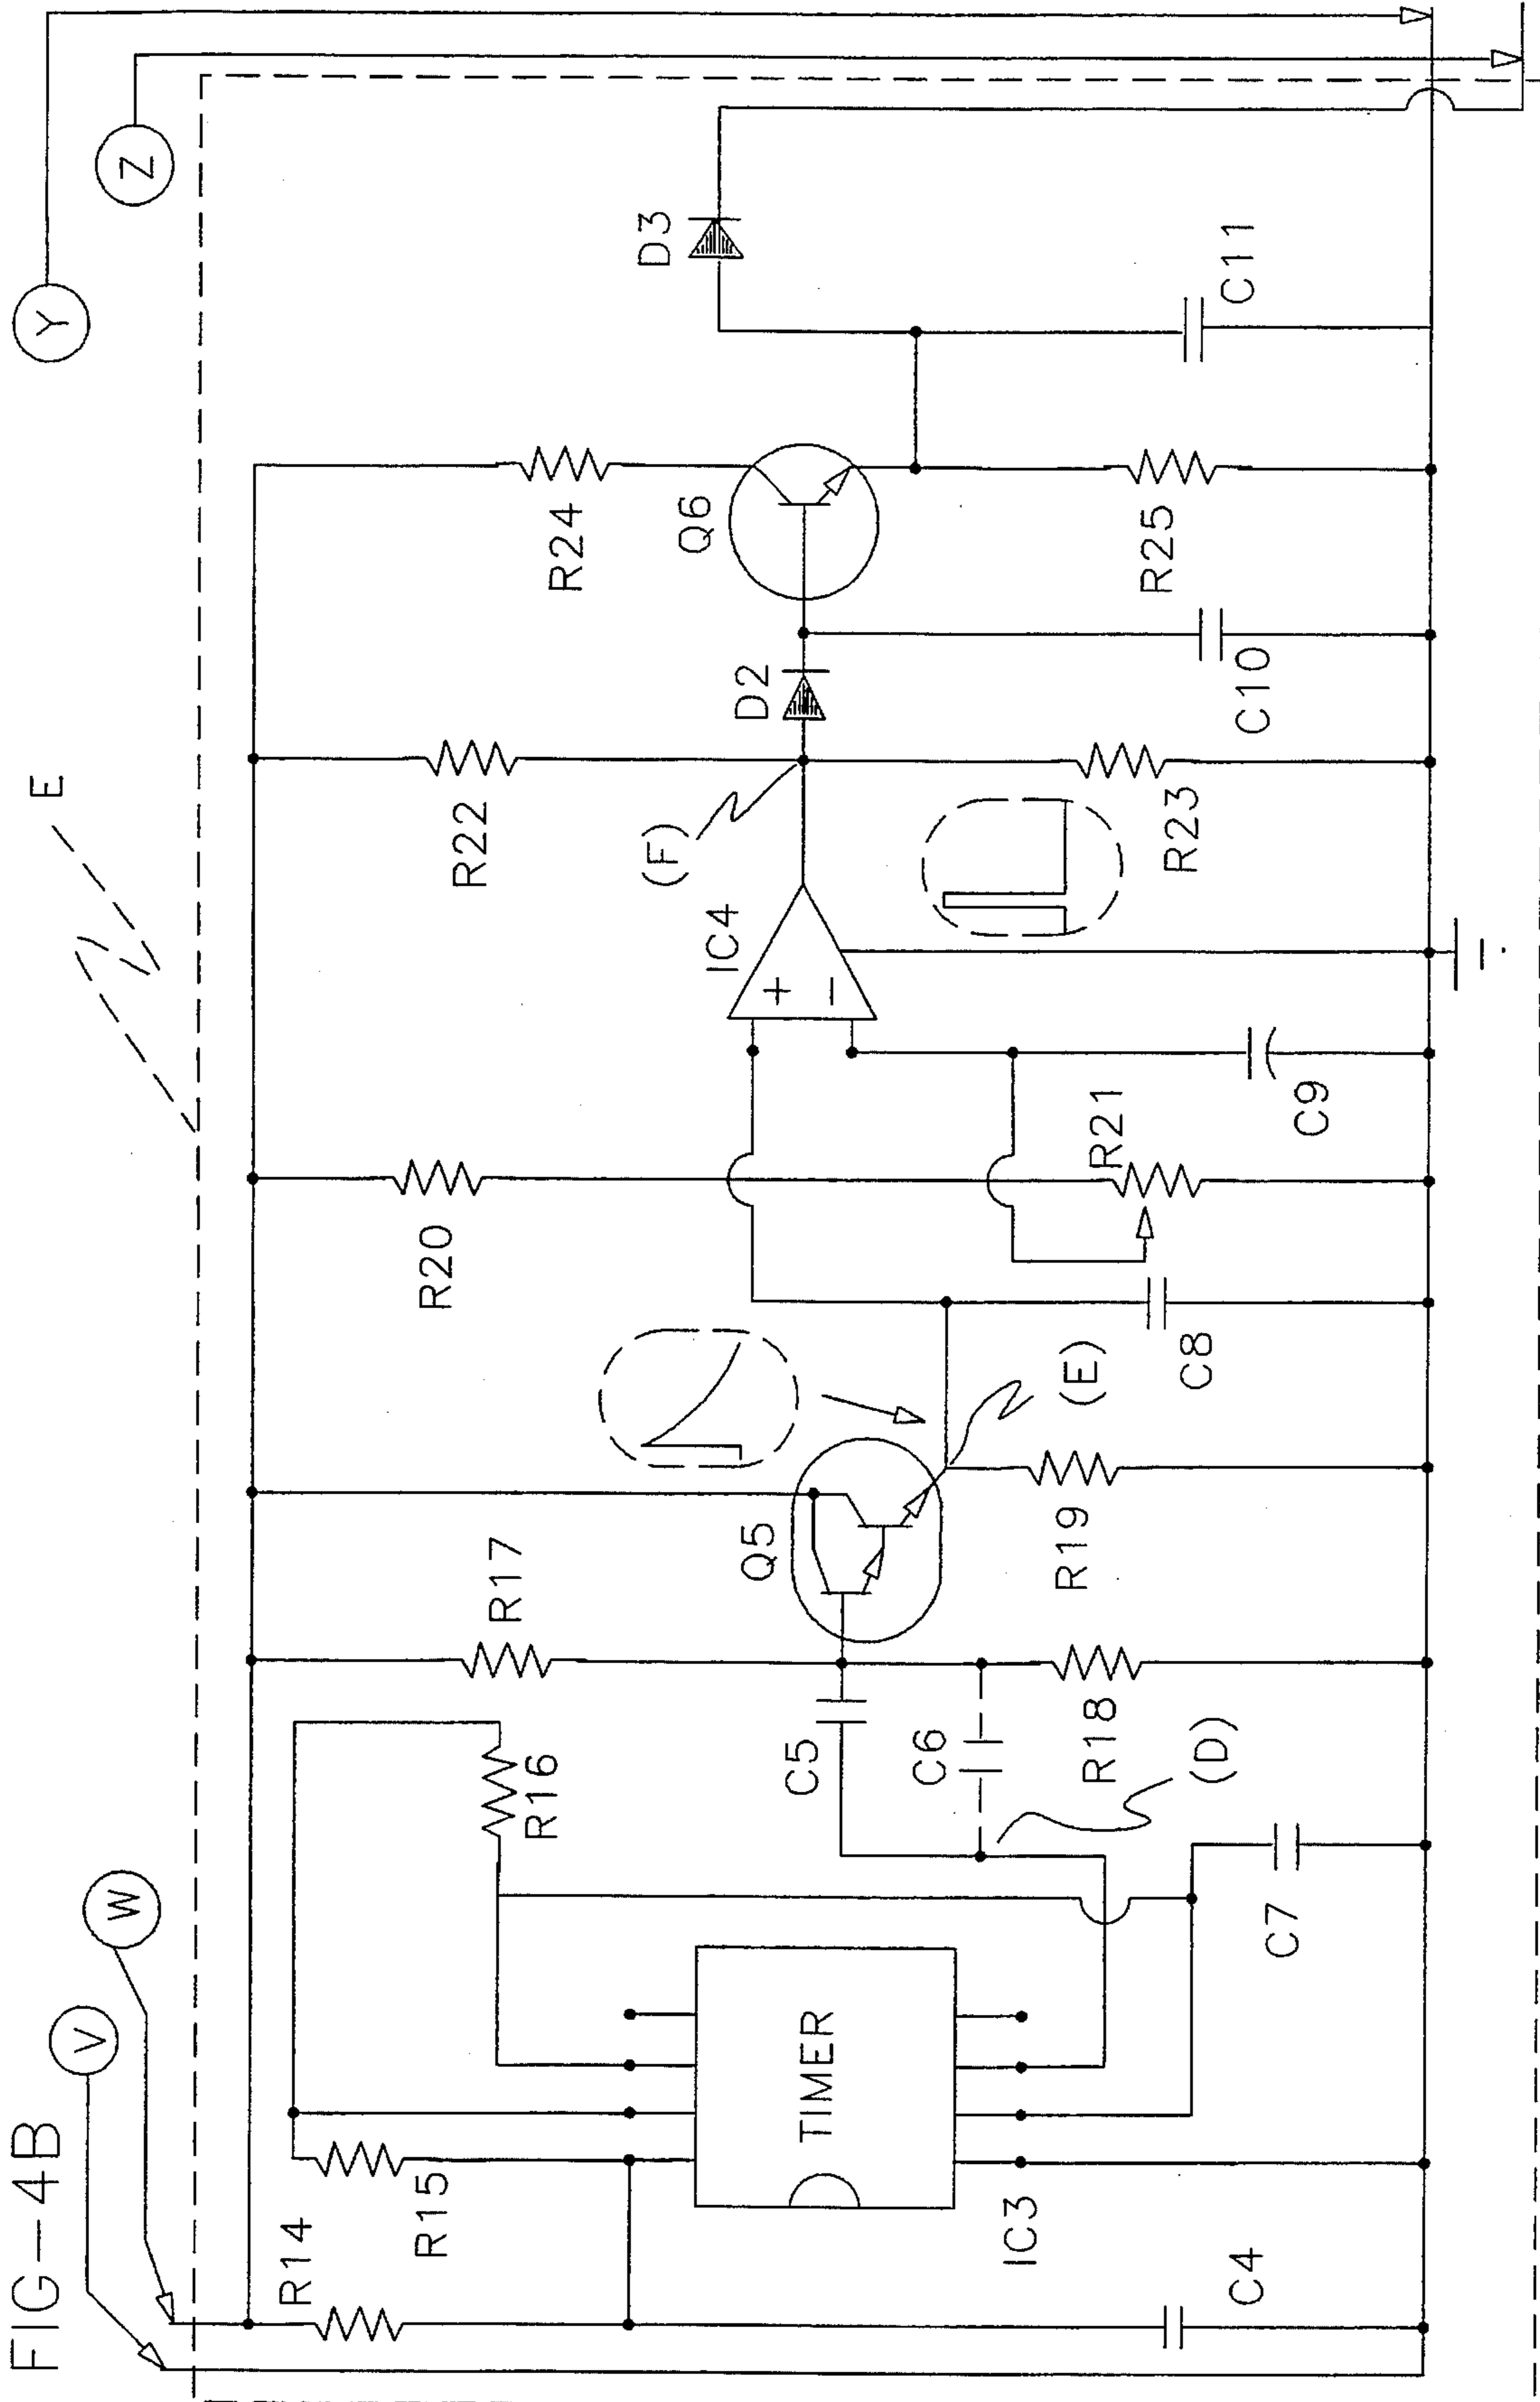 FIG-4B
V
W
Y
Z
E
R14
R15
R16
R17
R20
R22
R24
D3
TIMER
IC3
C4
C5
C6
C7
(D)
R18
Q5
R19
(E)
C8
R21
C9
IC4
+
−
(F)
R23
D2
C10
Q6
R25
C11